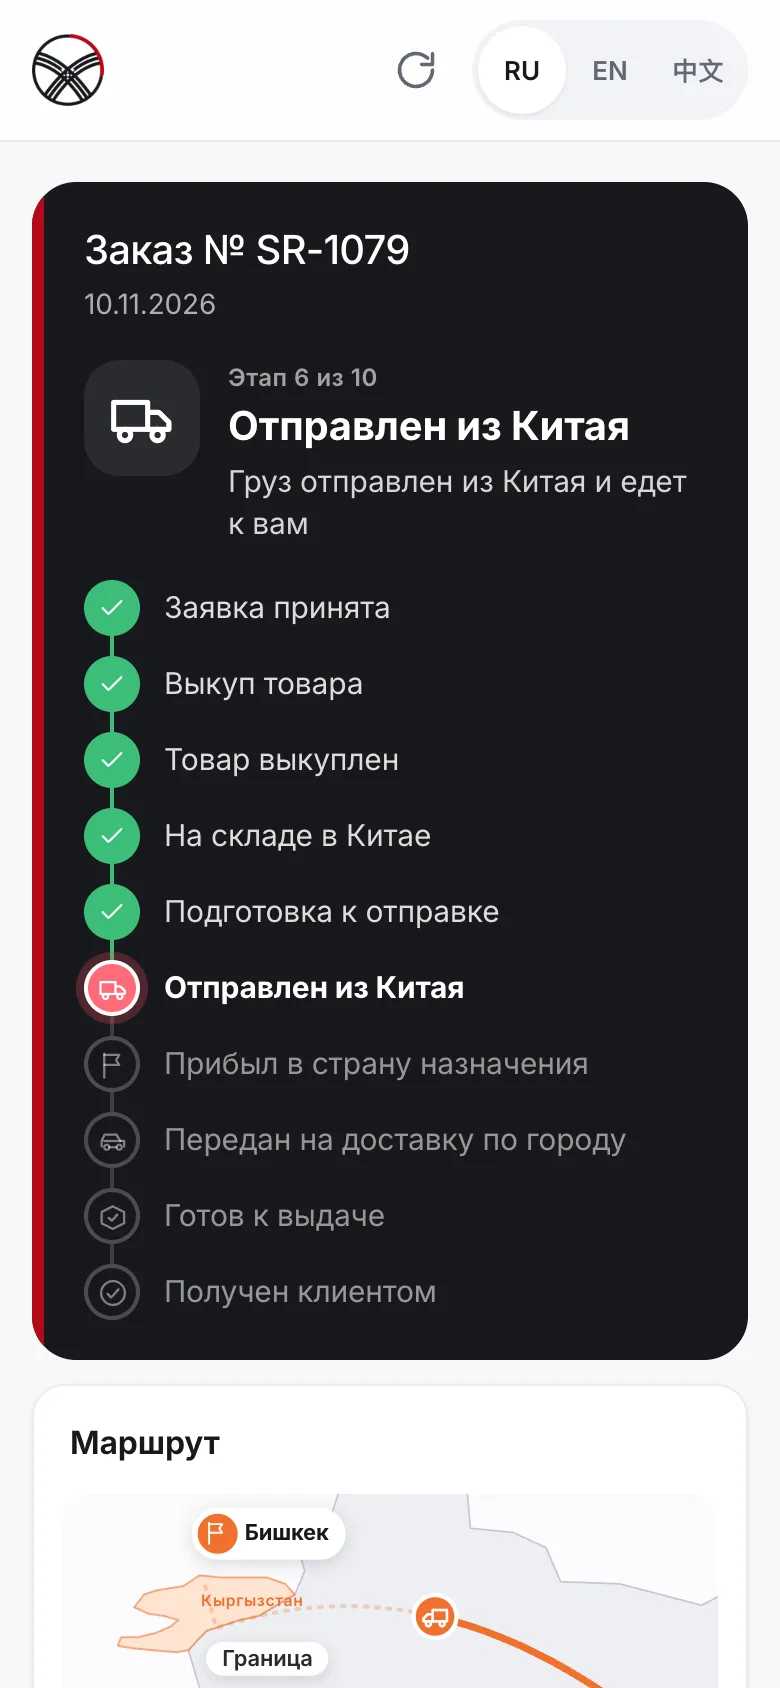 RU EN 中文
Заказ № SR-1079
10.11.2026
Этап 6 из 10
Отправлен из Китая
Груз отправлен из Китая и едет
к вам
Заявка принята
Выкуп товара
Товар выкуплен
На складе в Китае
Подготовка к отправке
Отправлен из Китая
Прибыл в страну назначения
Передан на доставку по городу
Готов к выдаче
Получен клиентом
Маршрут
Бишкек
Кыргызстан
Граница